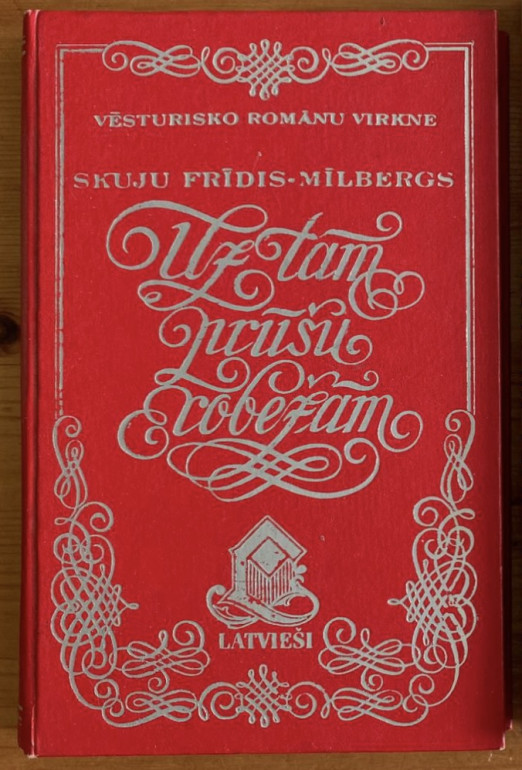 VĒSTURISKO ROMĀNU VIRKNE
SKUJU FRĪDIS-MĪLBERGS
Uz tām
prūšu
robežām
LATVIEŠI